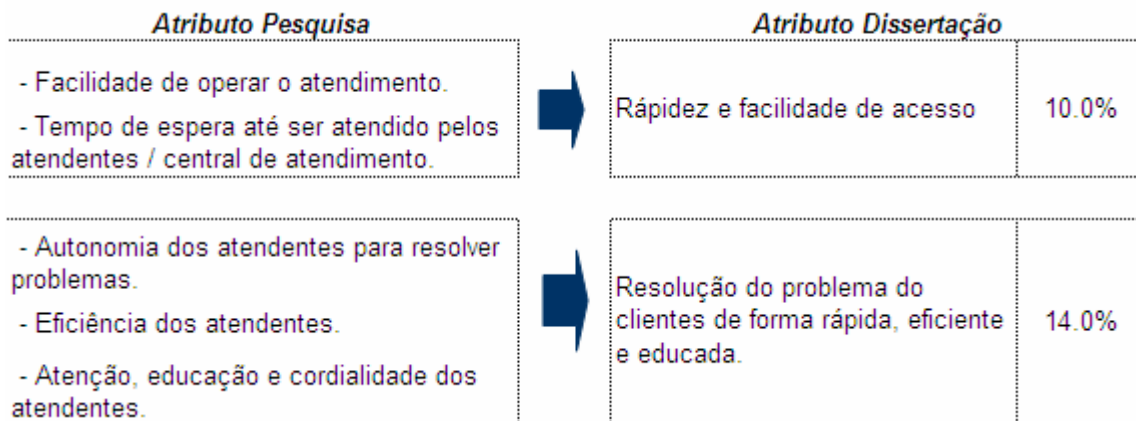 Atributo Pesquisa
Atributo Dissertação
- Facilidade de operar o atendimento.
- Tempo de espera até ser atendido pelos
atendentes / central de atendimento.
Rápidez e facilidade de acesso
10.0%
- Autonomia dos atendentes para resolver
problemas.
- Eficiência dos atendentes.
- Atenção, educação e cordialidade dos
atendentes.
Resolução do problema do
clientes de forma rápida, eficiente
e educada.
14.0%